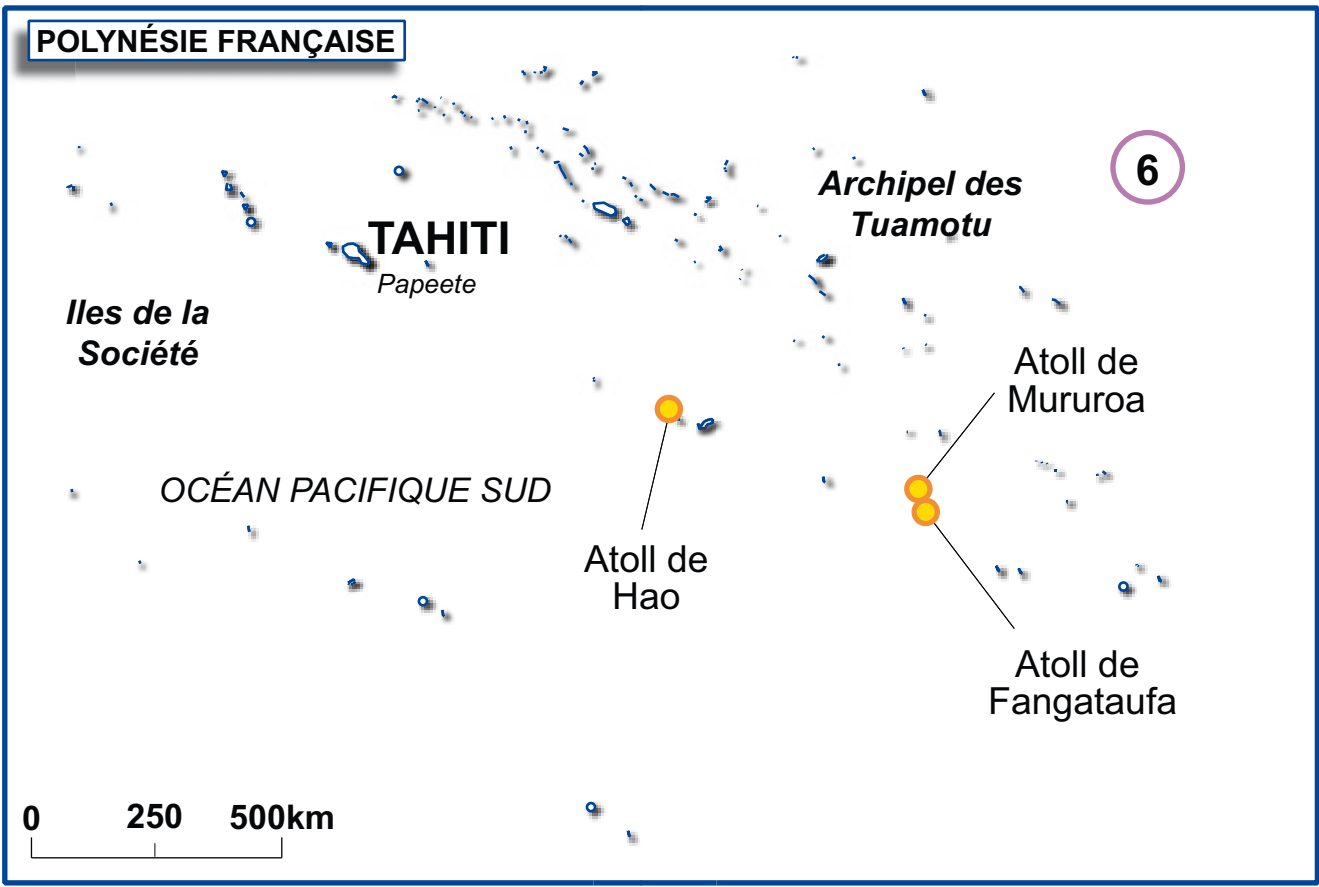 POLYNÉSIE FRANÇAISE
6
Archipel des
Tuamotu
TAHITI
Papeete
Iles de la
Société
Atoll de
Mururoa
OCÉAN PACIFIQUE SUD
Atoll de
Hao
Atoll de
Fangataufa
0 250 500km